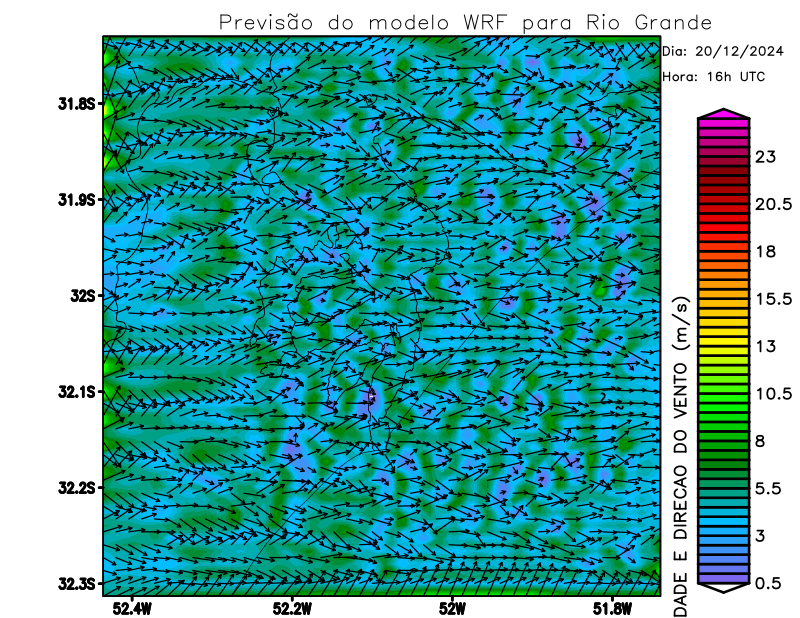 Previsão do modelo WRF para Rio Grande
Dia: 20/12/2024
Hora: 16h UTC
31.8S
31.9S
32S
32.1S
32.2S
32.3S
52.4W
52.2W
52W
51.8W
23
20.5
18
15.5
13
10.5
8
5.5
3
0.5
DADE E DIRECAO DO VENTO (m/s)